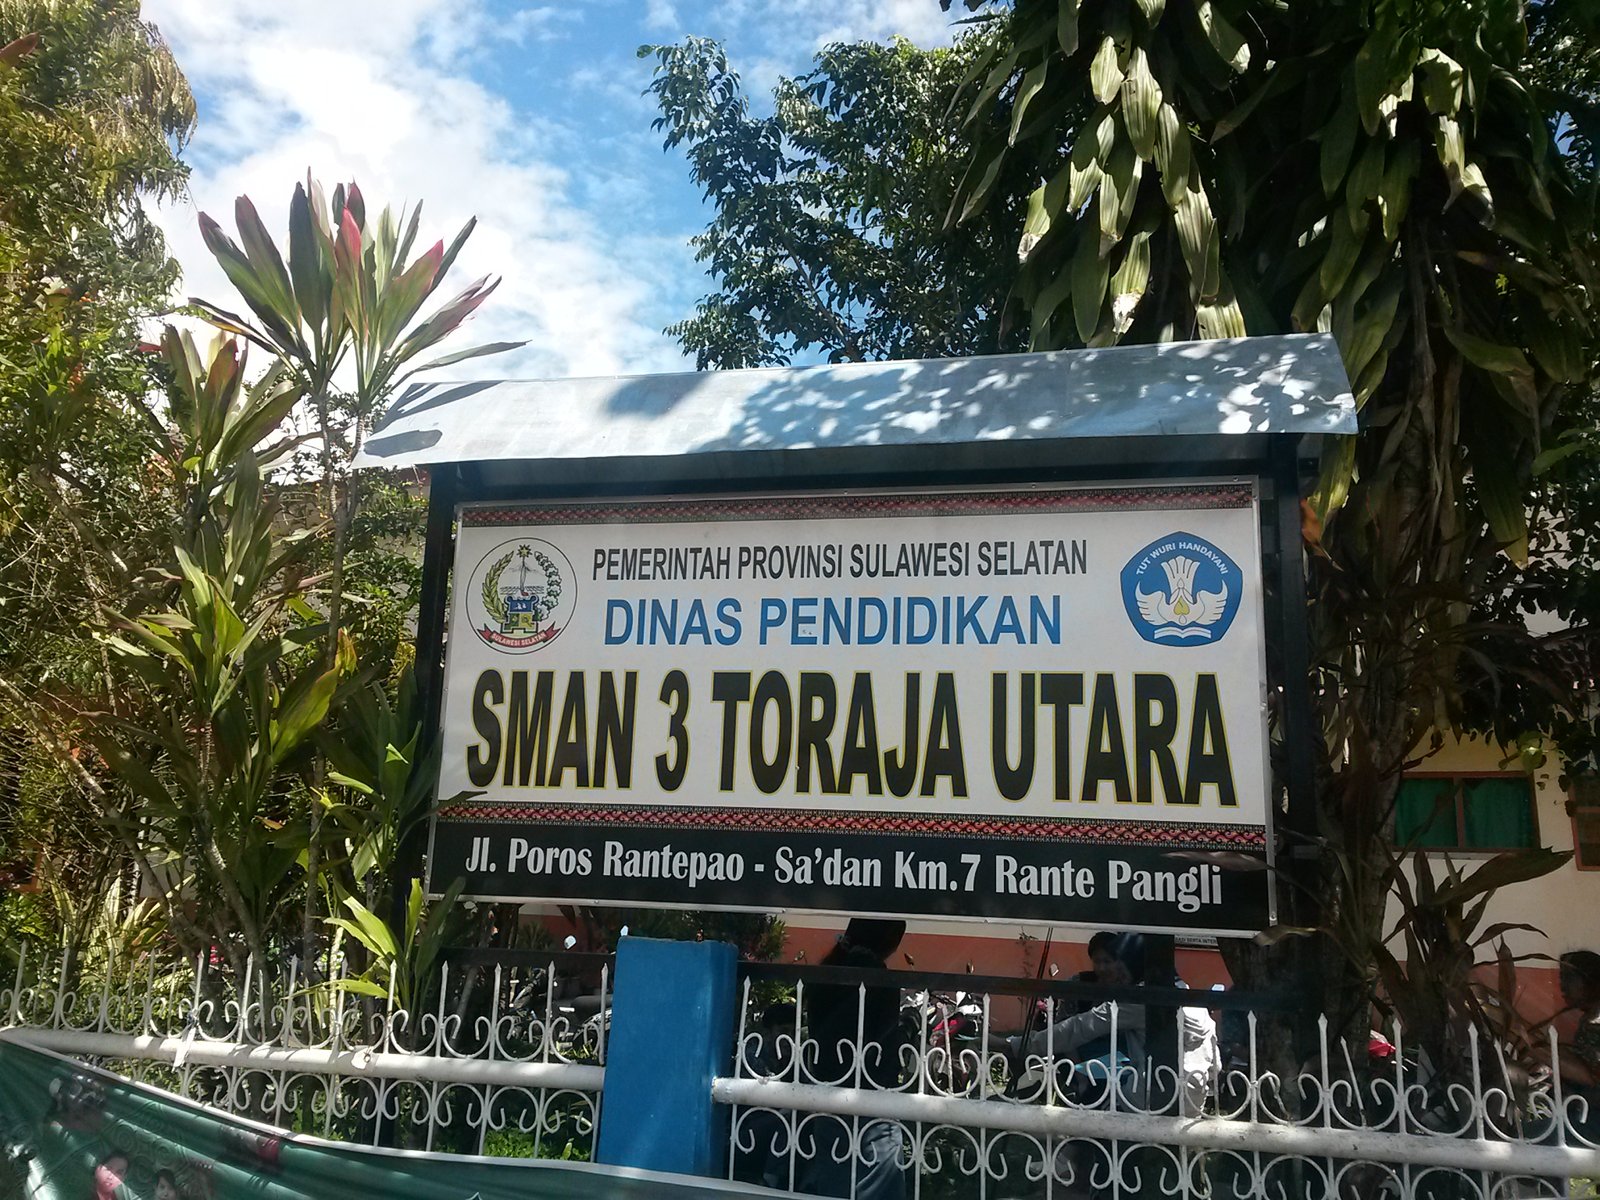 PEMERINTAH PROVINSI SULAWESI SELATAN
DINAS PENDIDIKAN
SMAN 3 TORAJA UTARA
Jl. Poros Rantepao - Sa'dan Km.7 Rante Pangli
SULAWESI SELATAN
TUT WURI HANDAYANI